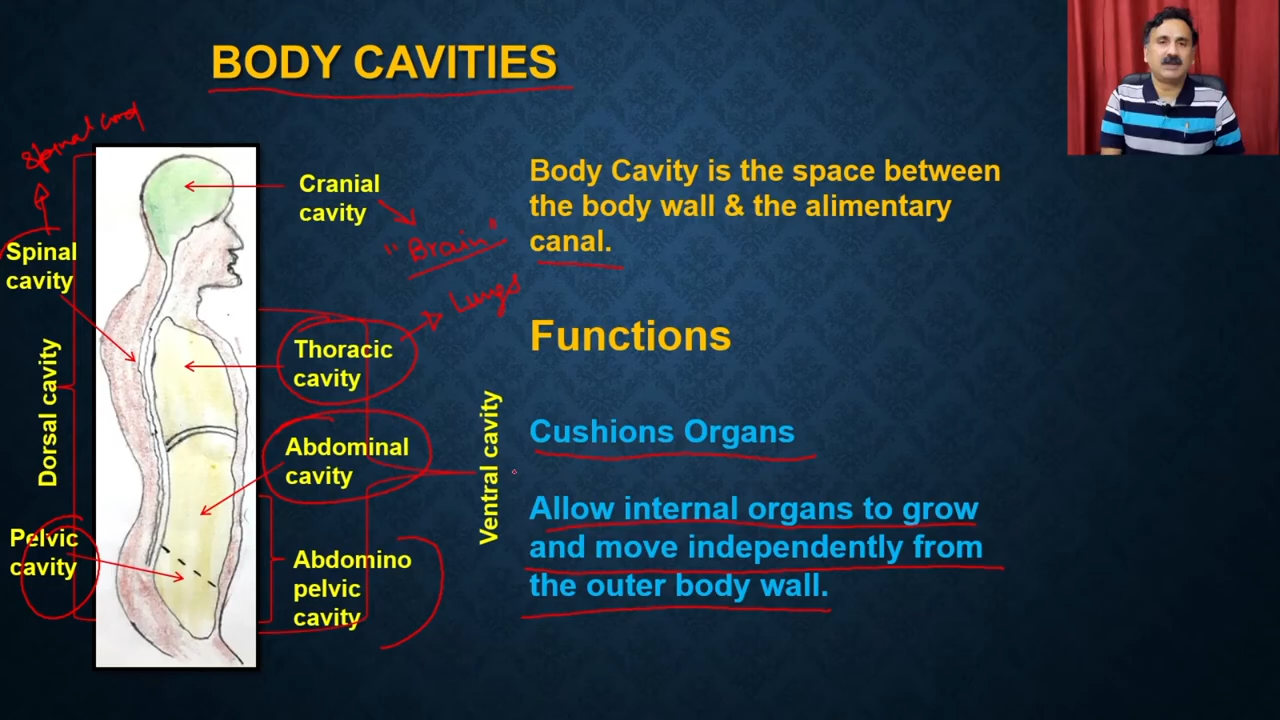 BODY CAVITIES
Spinal cord
Cranial
cavity
"Brain"
Spinal
cavity
Lungs
Thoracic
cavity
Dorsal cavity
Abdominal
cavity
Ventral cavity
Pelvic
cavity
Abdomino
pelvic
cavity
Body Cavity is the space between
the body wall & the alimentary
canal.
Functions
Cushions Organs
Allow internal organs to grow
and move independently from
the outer body wall.